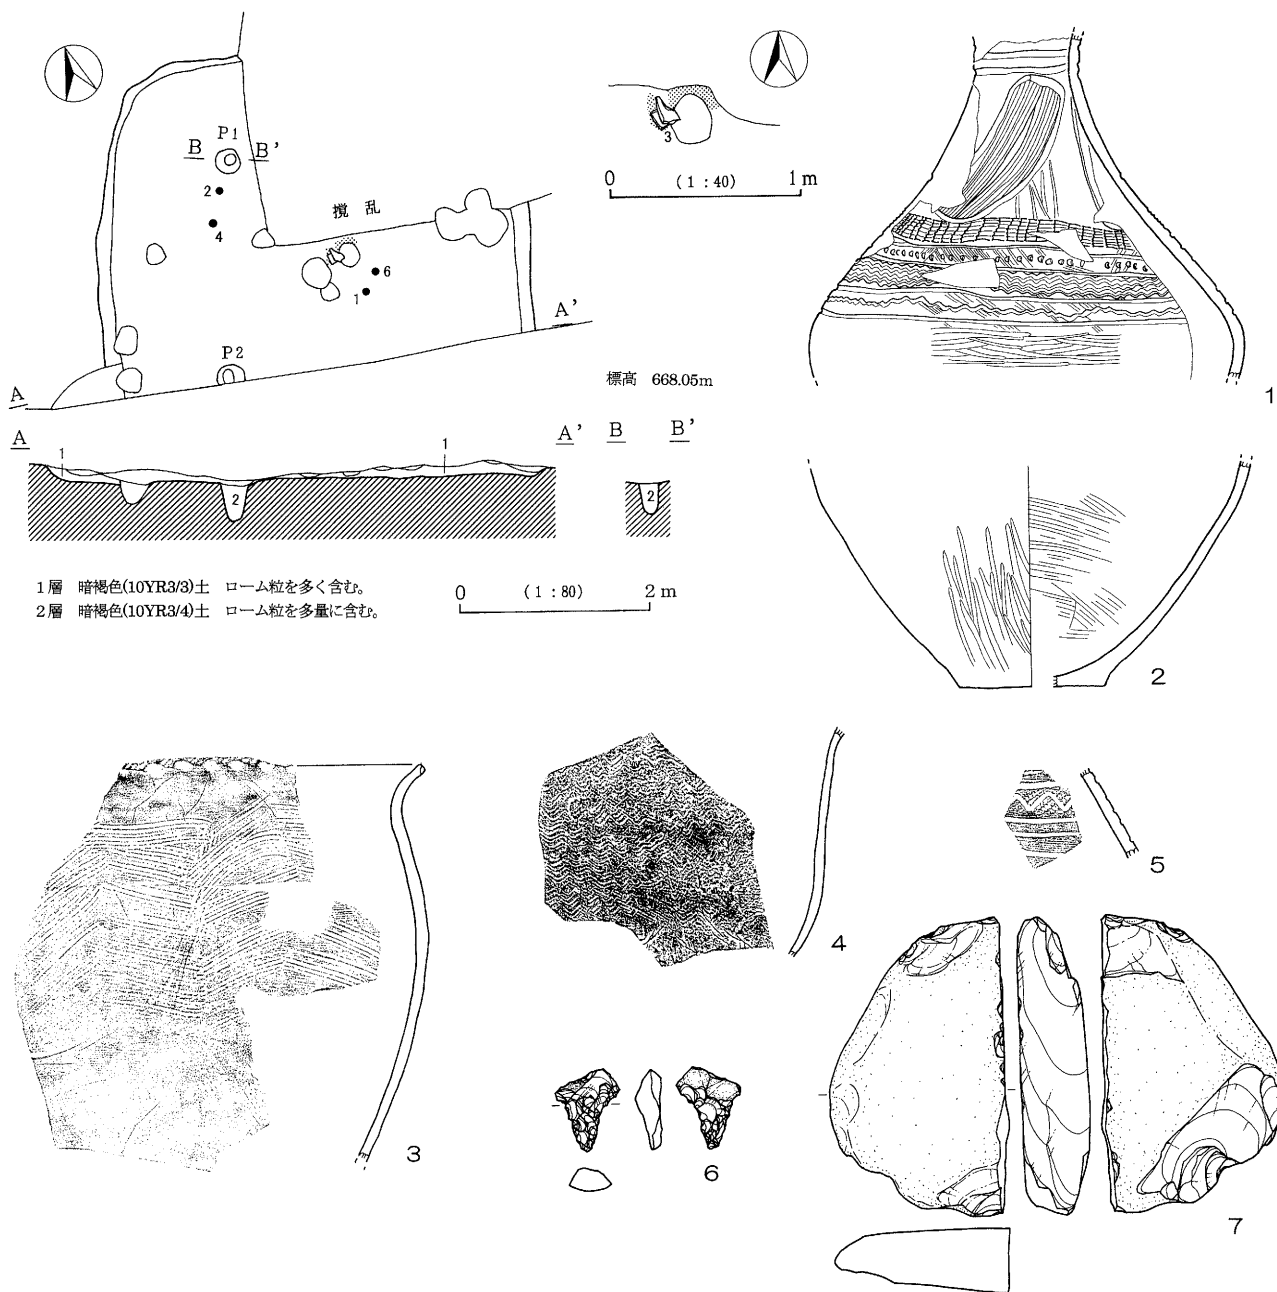 P1
B B'
2
4
攪乱
6
1
A'
P2
A
3
0 (1:40) 1m
標高 668.05m
A 1 1 A' B B'
2 2
1層 暗褐色(10YR3/3)土 ローム粒を多く含む。
2層 暗褐色(10YR3/4)土 ローム粒を多量に含む。
0 (1:80) 2m
1
2
3
4
5
6
7